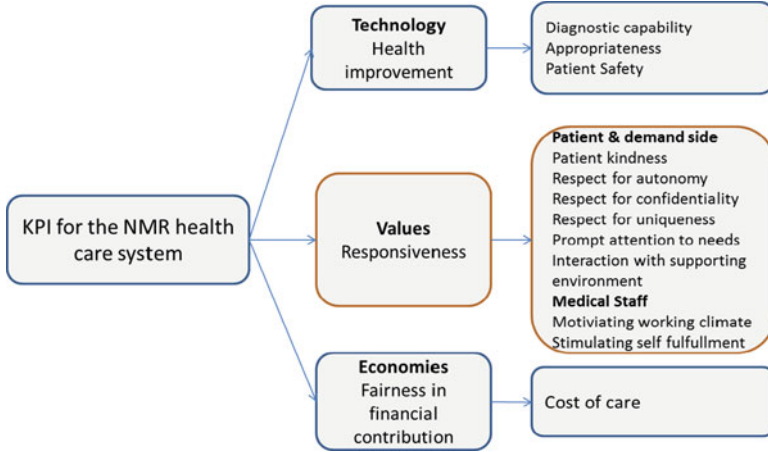 KPI for the NMR health
care system
Technology
Health
improvement
Diagnostic capability
Appropriateness
Patient Safety
Values
Responsiveness
Patient & demand side
Patient kindness
Respect for autonomy
Respect for confidentiality
Respect for uniqueness
Prompt attention to needs
Interaction with supporting
environment
Medical Staff
Motiviating working climate
Stimulating self fulfullment
Economies
Fairness in
financial
contribution
Cost of care